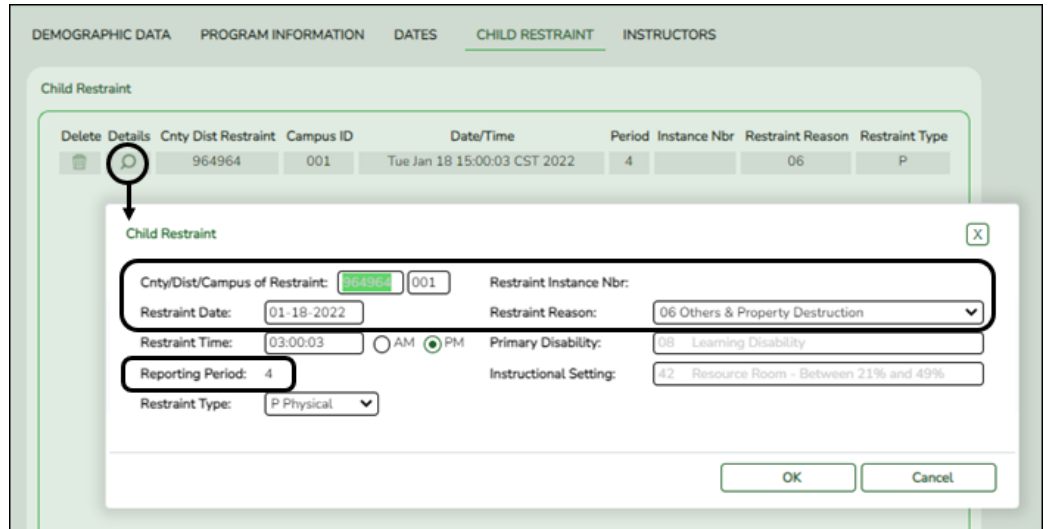 DEMOGRAPHIC DATA PROGRAM INFORMATION DATES CHILD RESTRAINT INSTRUCTORS
Child Restraint
Delete Details Cnty Dist Restraint Campus ID Date/Time Period Instance Nbr Restraint Reason Restraint Type
964964 001 Tue Jan 18 15:00:03 CST 2022 4 06 P
Child Restraint X
Cnty/Dist/Campus of Restraint: 964964 001 Restraint Instance Nbr:
Restraint Date: 01-18-2022 Restraint Reason: 06 Others & Property Destruction
Restraint Time: 03:00:03 AM PM Primary Disability: 08 Learning Disability
Reporting Period: 4 Instructional Setting: 42 Resource Room - Between 21% and 49%
Restraint Type: P Physical
OK Cancel